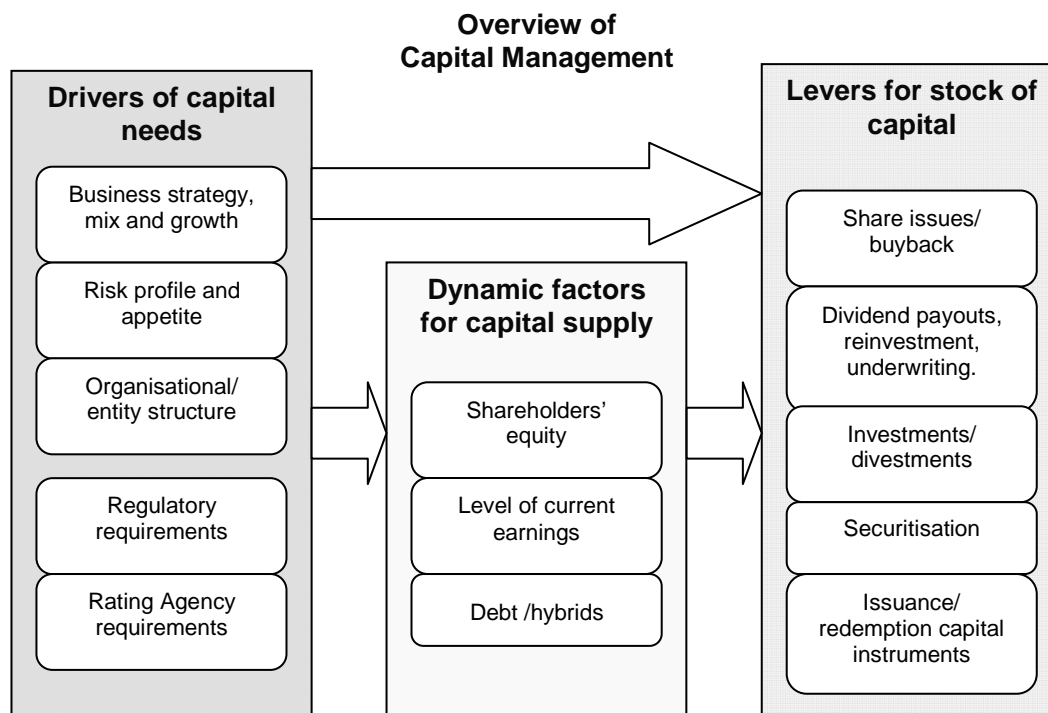 Overview of
Capital Management
Drivers of capital
needs
Business strategy,
mix and growth
Risk profile and
appetite
Organisational/
entity structure
Regulatory
requirements
Rating Agency
requirements
Dynamic factors
for capital supply
Shareholders’
equity
Level of current
earnings
Debt /hybrids
Levers for stock of
capital
Share issues/
buyback
Dividend payouts,
reinvestment,
underwriting.
Investments/
divestments
Securitisation
Issuance/
redemption capital
instruments